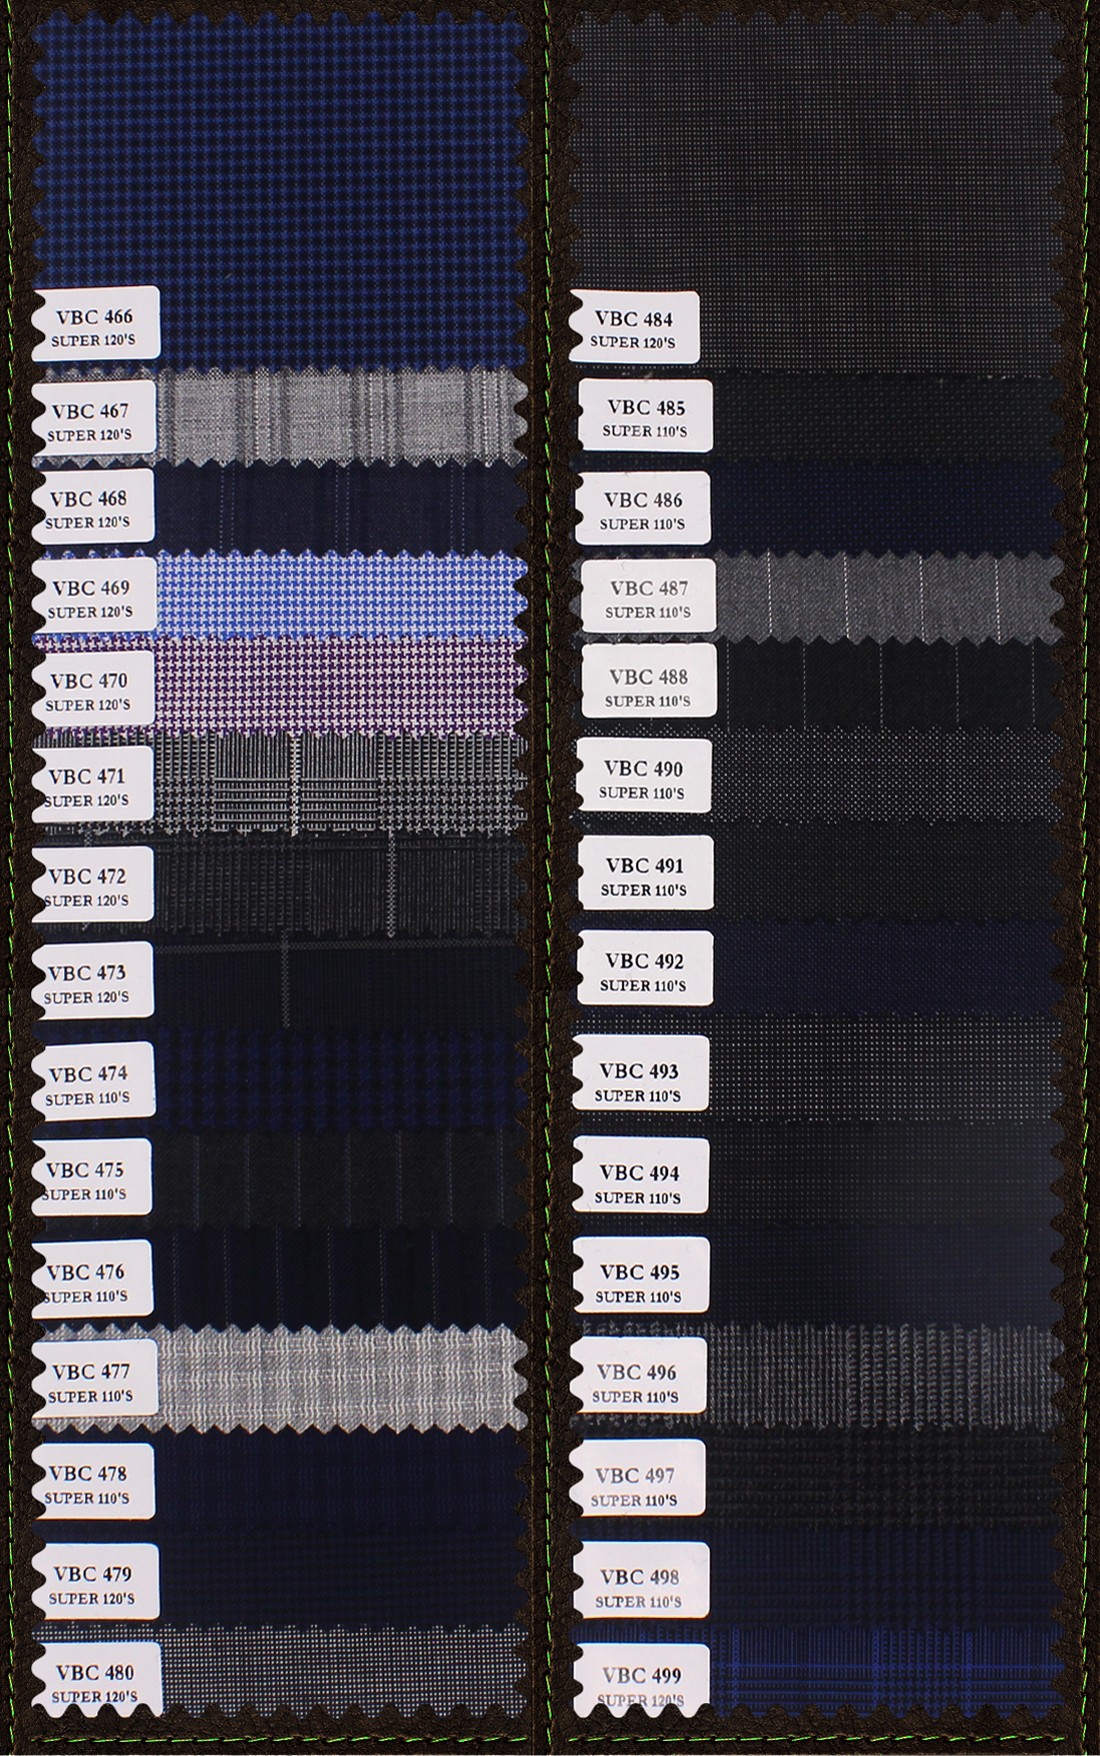 VBC 466
SUPER 120'S
VBC 467
SUPER 120'S
VBC 468
SUPER 120'S
VBC 469
SUPER 120'S
VBC 470
SUPER 120'S
VBC 471
SUPER 120'S
VBC 472
SUPER 120'S
VBC 473
SUPER 120'S
VBC 474
SUPER 110'S
VBC 475
SUPER 110'S
VBC 476
SUPER 110'S
VBC 477
SUPER 110'S
VBC 478
SUPER 110'S
VBC 479
SUPER 120'S
VBC 480
SUPER 120'S
VBC 484
SUPER 120'S
VBC 485
SUPER 110'S
VBC 486
SUPER 110'S
VBC 487
SUPER 110'S
VBC 488
SUPER 110'S
VBC 490
SUPER 110'S
VBC 491
SUPER 110'S
VBC 492
SUPER 110'S
VBC 493
SUPER 110'S
VBC 494
SUPER 110'S
VBC 495
SUPER 110'S
VBC 496
SUPER 110'S
VBC 497
SUPER 110'S
VBC 498
SUPER 110'S
VBC 499
SUPER 120'S